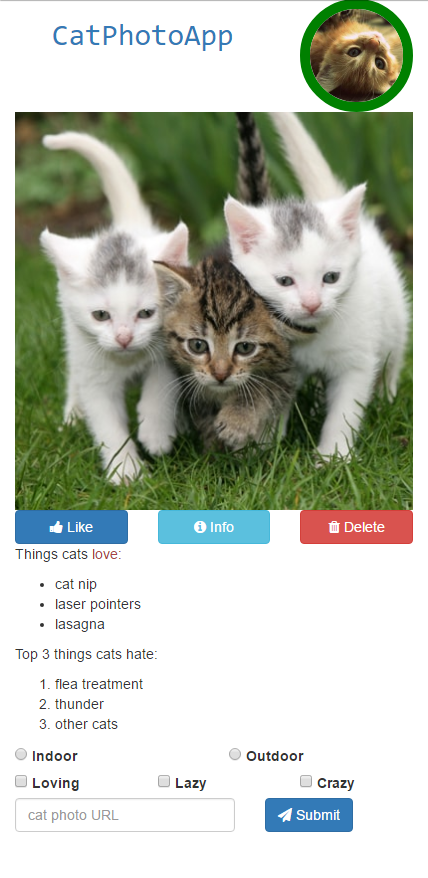 CatPhotoApp
Like Info Delete
Things cats love:
cat nip
laser pointers
lasagna
Top 3 things cats hate:
1. flea treatment
2. thunder
3. other cats
Indoor Outdoor
Loving Lazy Crazy
cat photo URL Submit